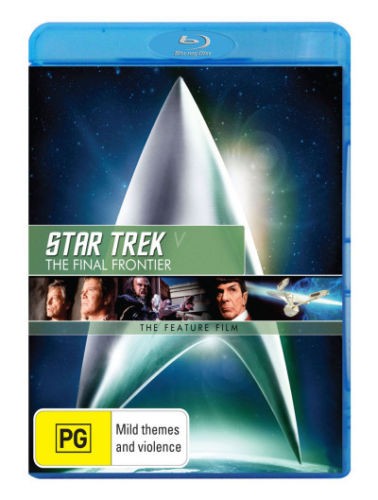 Blu-ray Disc
STAR TREK V
THE FINAL FRONTIER
THE FEATURE FILM
PG
Mild themes
and violence